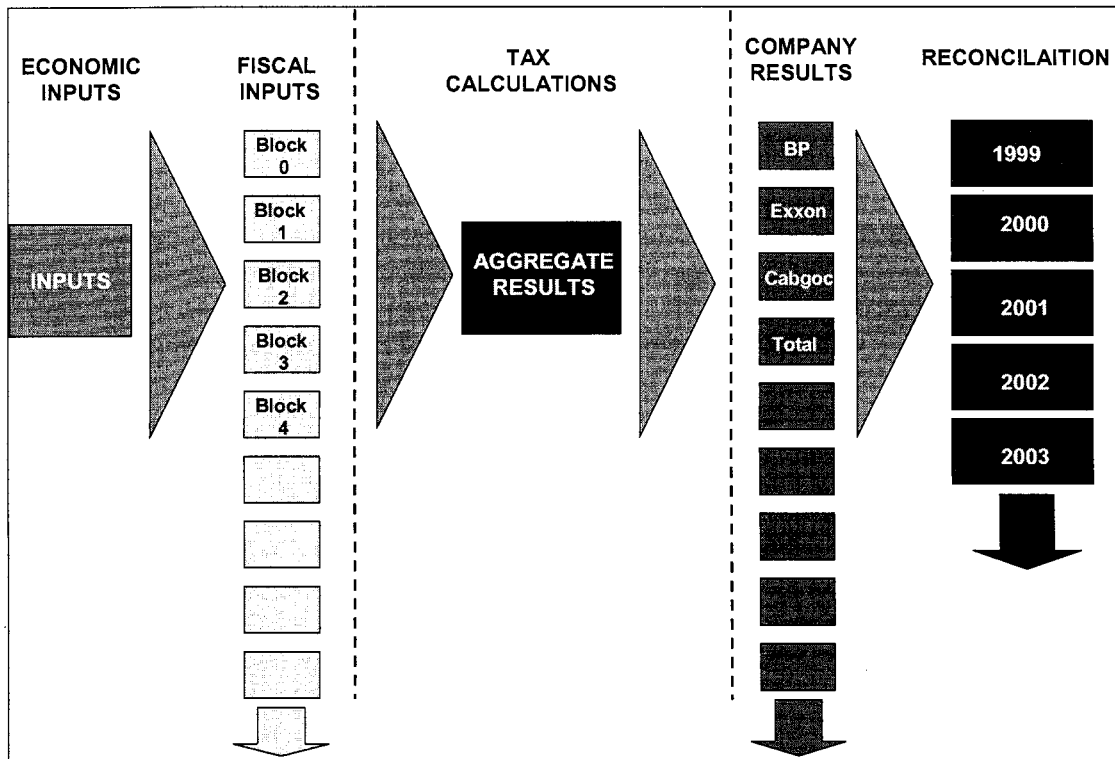 ECONOMIC
INPUTS
FISCAL
INPUTS
TAX
CALCULATIONS
COMPANY
RESULTS
RECONCILAITION
INPUTS
Block
0
Block
1
Block
2
Block
3
Block
4
AGGREGATE
RESULTS
BP
Exxon
Cabgoc
Total
1999
2000
2001
2002
2003